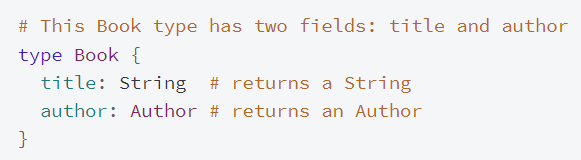 # This Book type has two fields: title and author
type Book {
  title: String  # returns a String
  author: Author # returns an Author
}